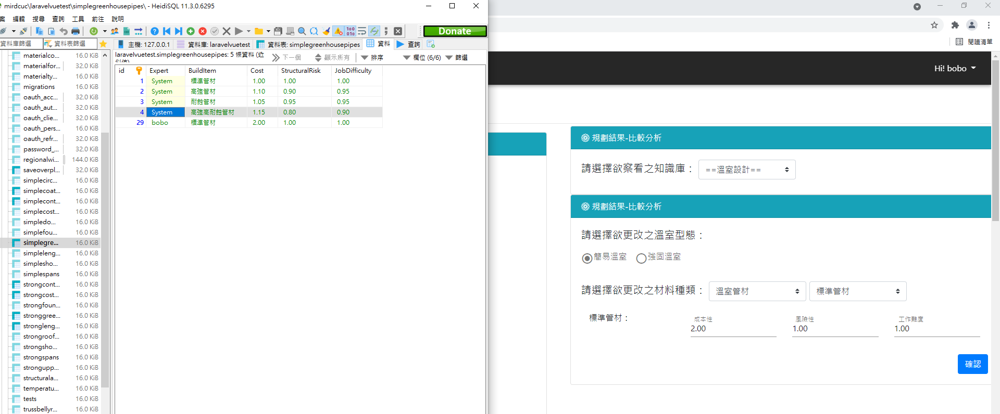 mirdcuc\laravelvuetest\simplegreenhousepipes\ - HeidiSQL 11.3.0.6295
案 編輯 搜尋 查詢 工具 前往 說明
Donate
資料庫篩選 資料表篩選 主機: 127.0.0.1 資料庫: laravelvuetest 資料表: simplegreenhousepipes 資料 查詢
laravelvuetest.simplegreenhousepipes: 5 條資料 (近
似值) 下一個 顯示所有 排序 欄位 (6/6) 篩選
id Expert BuildItem Cost StructuralRisk JobDifficulty
1 System 標準管材 1.00 1.00 1.00
2 System 高強管材 1.10 0.90 0.95
3 System 耐蝕管材 1.05 0.95 0.95
4 System 高強高耐蝕管材 1.15 0.80 0.90
29 bobo 標準管材 2.00 1.00 1.00
materialco... 16.0 KiB
materialfor... 32.0 KiB
materialty... 16.0 KiB
migrations 16.0 KiB
oauth_acc... 32.0 KiB
oauth_aut... 32.0 KiB
oauth_clie... 32.0 KiB
oauth_pers... 16.0 KiB
oauth_refr... 32.0 KiB
password_... 32.0 KiB
regionalwi... 144.0 KiB
saveoverpl... 32.0 KiB
simplecirc... 16.0 KiB
simplecoat... 16.0 KiB
simplecont... 16.0 KiB
simplecost... 16.0 KiB
simpledo... 16.0 KiB
simplefou... 16.0 KiB
simplegre... 16.0 KiB
simpleleng... 16.0 KiB
simplesho... 16.0 KiB
simplespans 16.0 KiB
strongcont... 16.0 KiB
strongcost... 16.0 KiB
strongfoun... 16.0 KiB
stronggree... 16.0 KiB
strongleng... 16.0 KiB
strongroof... 16.0 KiB
strongsho... 16.0 KiB
strongspans 16.0 KiB
strongupp... 16.0 KiB
structurala... 16.0 KiB
temperatu... 16.0 KiB
tests 16.0 KiB
trussbellyr... 16.0 KiB
閱讀清單
Hi! bobo
規劃結果-比較分析
請選擇欲察看之知識庫： ==溫室設計==
規劃結果-比較分析
請選擇欲更改之溫室型態：
簡易溫室 強固溫室
請選擇欲更改之材料種類： 溫室管材 標準管材
標準管材： 成本性 風險性 工作難度
2.00 1.00 1.00
確認